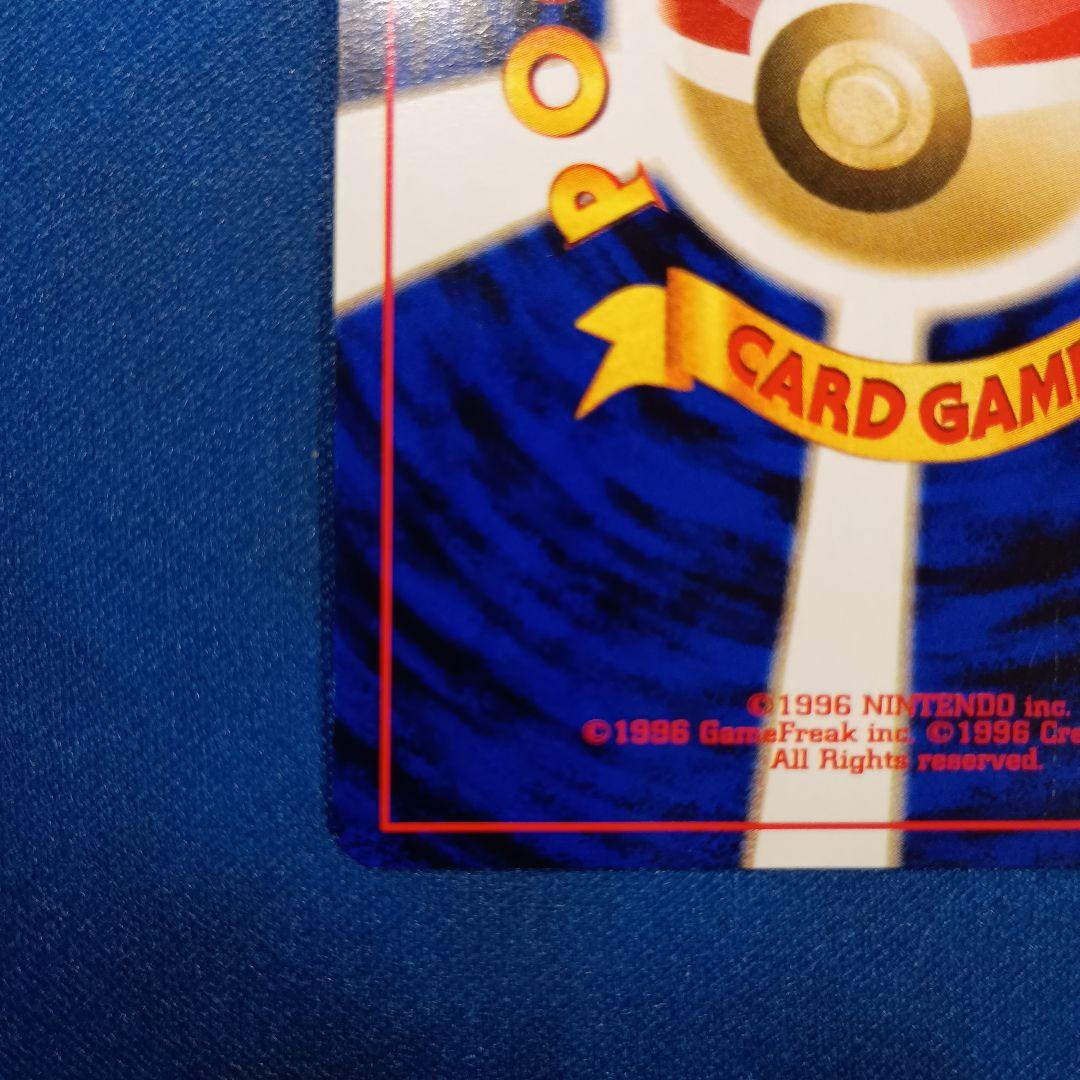 PO
CARD GAM
©1996 NINTENDO inc.
©1996 GameFreak inc. ©1996 Cre
All Rights reserved.